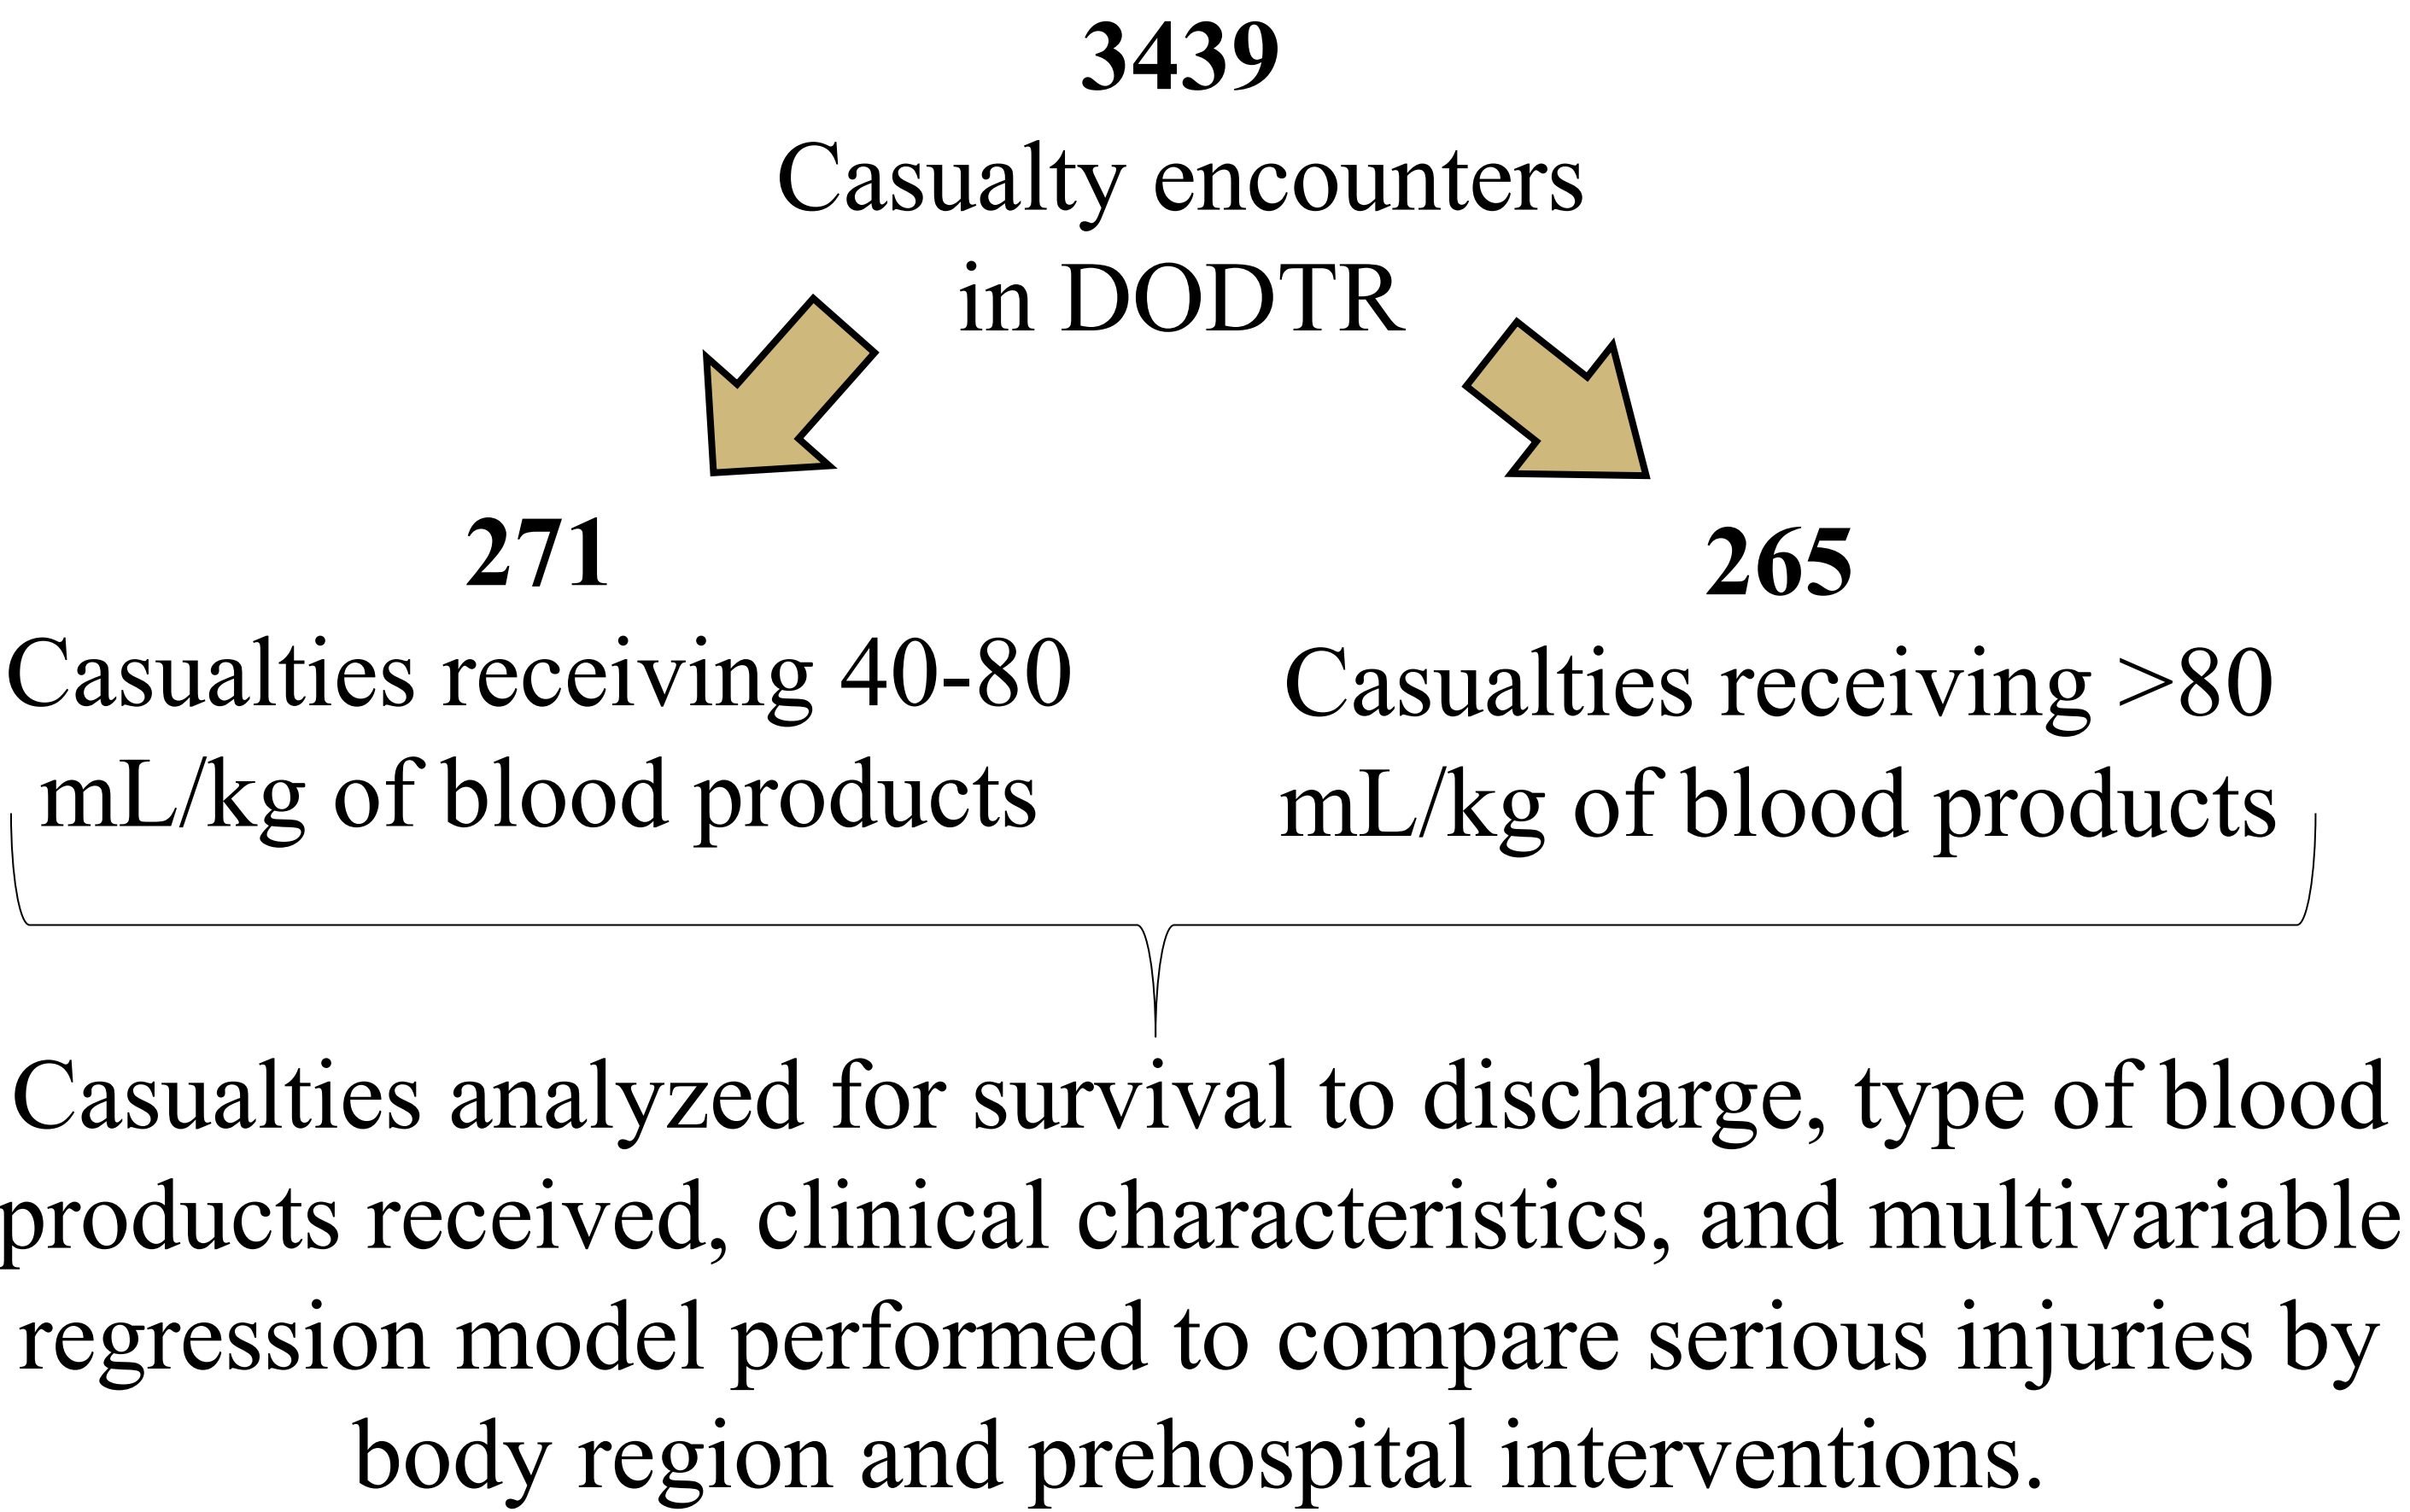 3439
Casualty encounters
in DODTR
271
Casualties receiving 40-80
mL/kg of blood products
265
Casualties receiving >80
mL/kg of blood products
Casualties analyzed for survival to discharge, type of blood
products received, clinical characteristics, and multivariable
regression model performed to compare serious injuries by
body region and prehospital interventions.